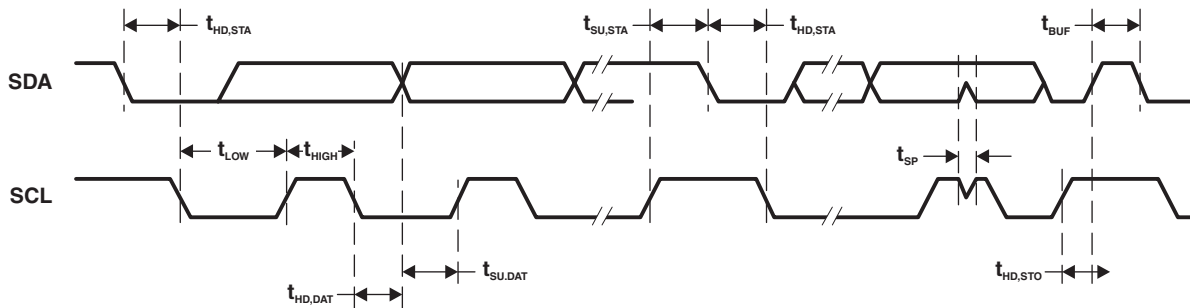 tHD,STA tSU,STA tHD,STA tBUF
SDA
tLOW tHIGH tSP
SCL
tSU.DAT tHD,STO
tHD,DAT